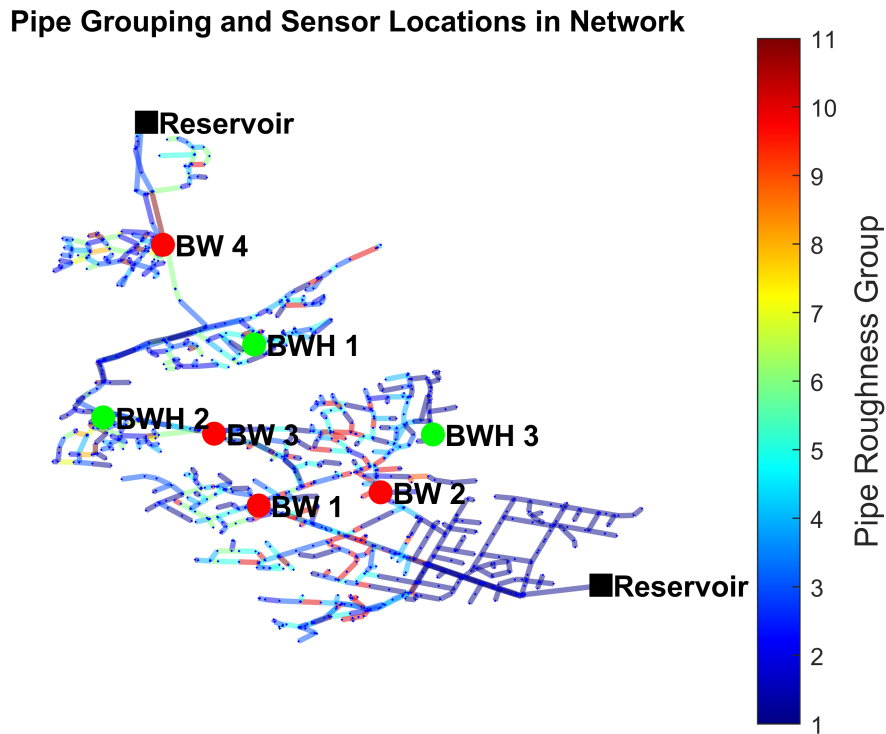 Pipe Grouping and Sensor Locations in Network
Reservoir
BW 4
BWH 1
BWH 2
BW 3
BWH 3
BW 1
BW 2
Reservoir
11
10
9
8
7
6
5
4
3
2
1
Pipe Roughness Group